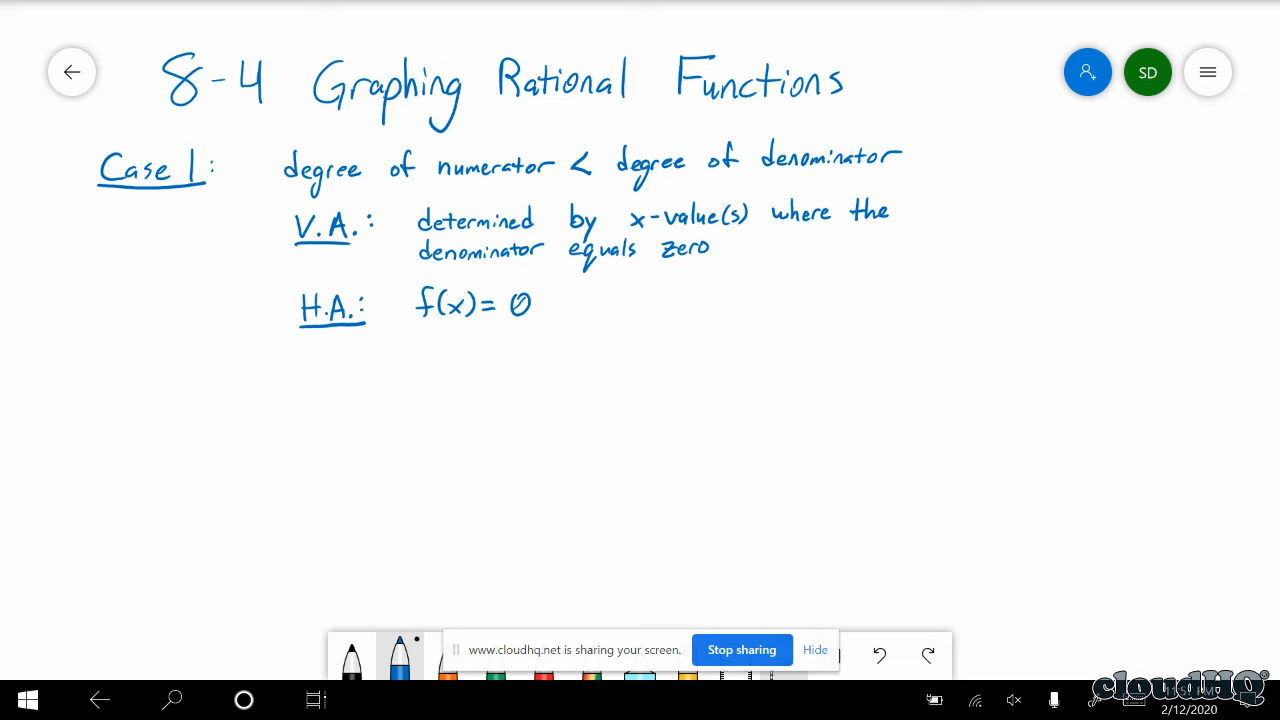 8-4 Graphing Rational Functions
SD
Case 1: degree of numerator < degree of denominator
V.A.: determined by x-value(s) where the
denominator equals zero
H.A.: f(x) = 0
www.cloudhq.net is sharing your screen. Stop sharing Hide
cloudHQ
2/12/2020